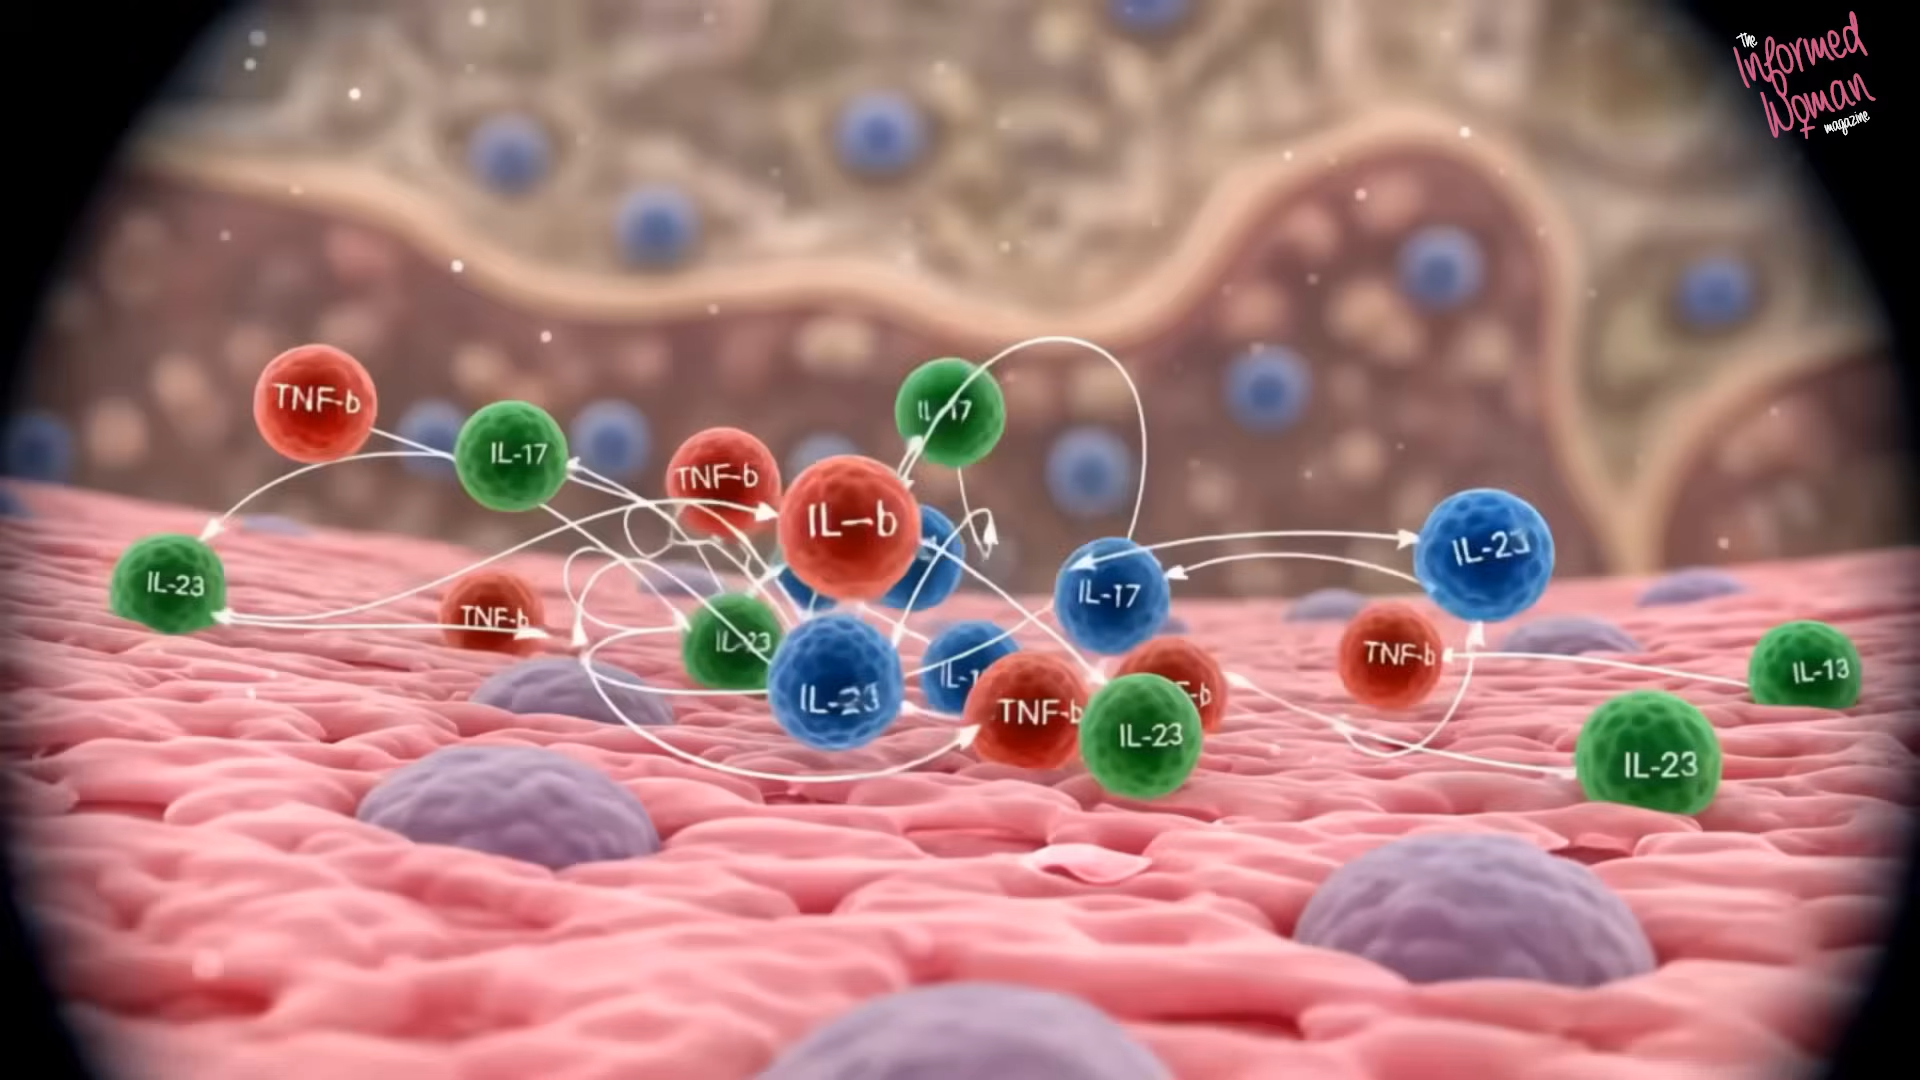 The
Informed
Woman
magazine
TNF-b
IL-17
IL-17
TNF-b
IL-b
IL-23
IL-23
IL-17
TNF-b
IL-23
TNF-b
IL-13
IL-23
TNF-b
IL-23
IL-23